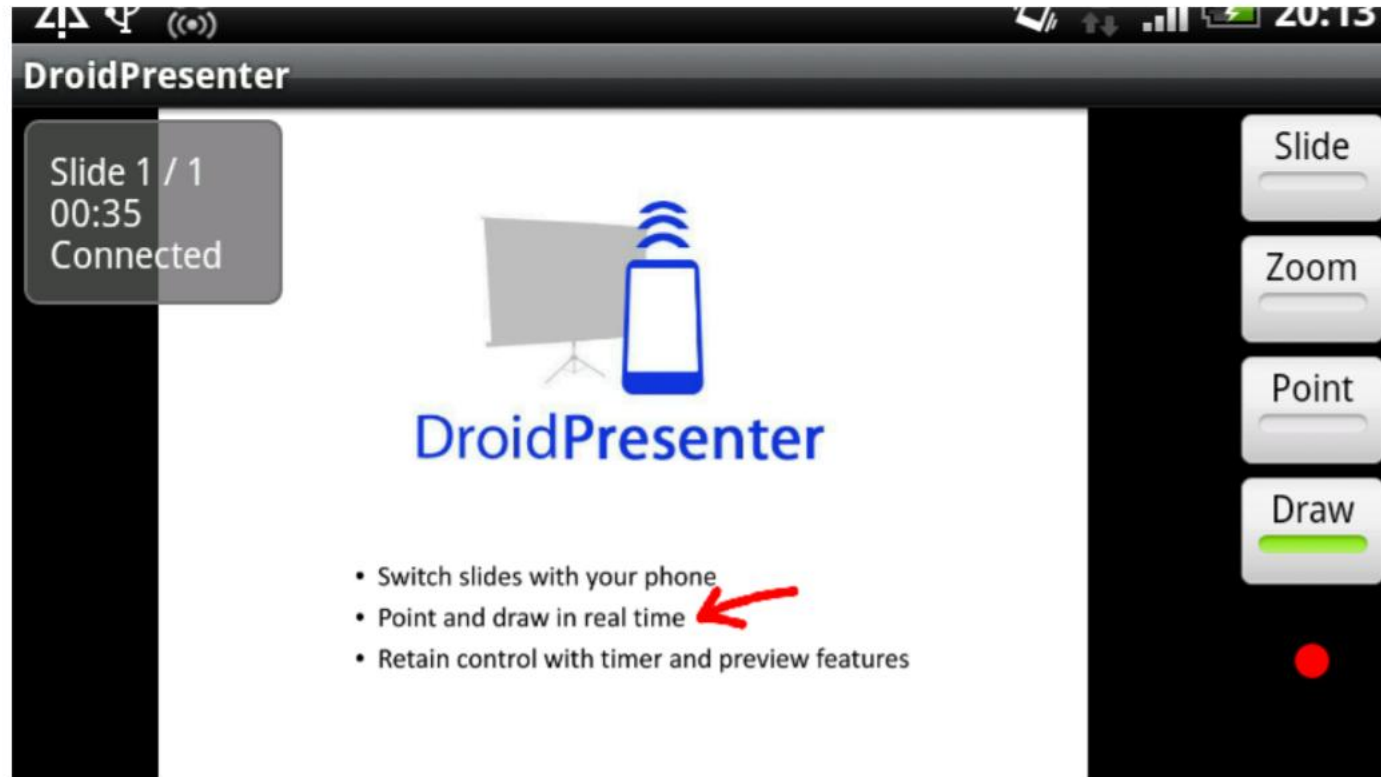 20:13
DroidPresenter
Slide 1 / 1
00:35
Connected
DroidPresenter
• Switch slides with your phone
• Point and draw in real time
• Retain control with timer and preview features
Slide
Zoom
Point
Draw